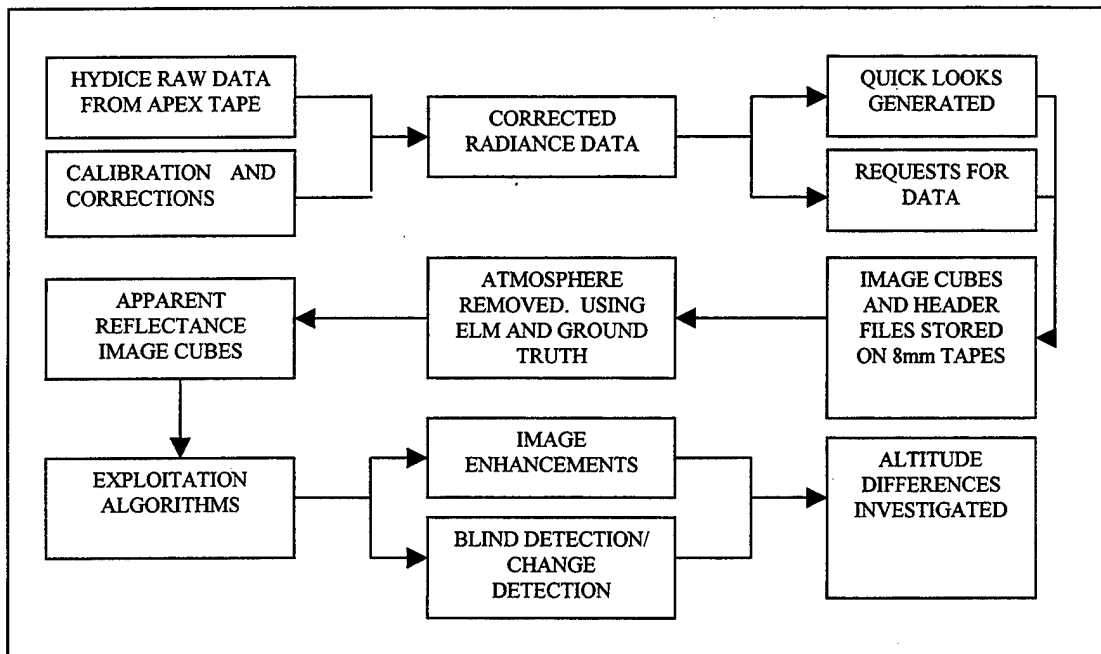 HYDICE RAW DATA
FROM APEX TAPE
CALIBRATION AND
CORRECTIONS
CORRECTED
RADIANCE DATA
QUICK LOOKS
GENERATED
REQUESTS FOR
DATA
IMAGE CUBES
AND HEADER
FILES STORED
ON 8mm TAPES
ATMOSPHERE
REMOVED. USING
ELM AND GROUND
TRUTH
APPARENT
REFLECTANCE
IMAGE CUBES
EXPLOITATION
ALGORITHMS
IMAGE
ENHANCEMENTS
BLIND DETECTION/
CHANGE
DETECTION
ALTITUDE
DIFFERENCES
INVESTIGATED